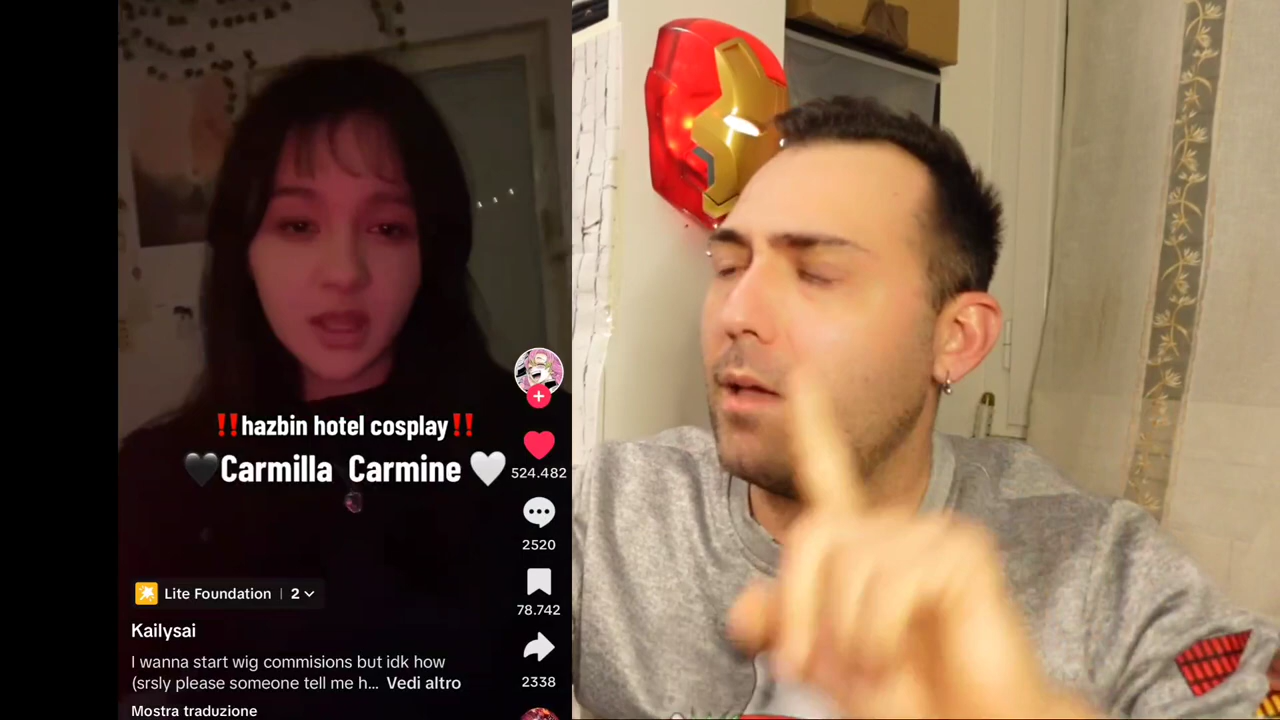 ‼️hazbin hotel cosplay‼️
🖤Carmilla Carmine🤍
524.482
2520
Lite Foundation | 2
78.742
Kailysai
I wanna start wig commisions but idk how
(srsly please someone tell me h... Vedi altro
2338
Mostra traduzione